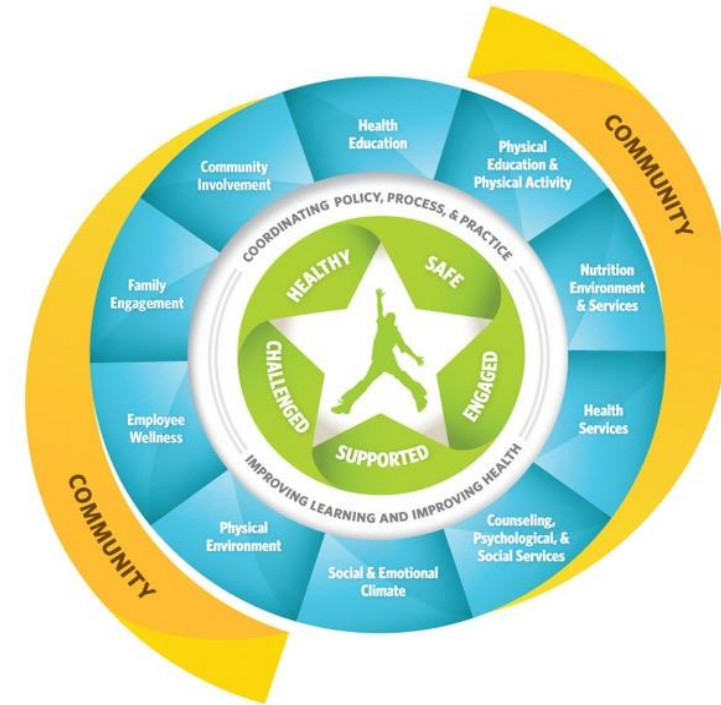 COMMUNITY
Health
Education
Physical
Education &
Physical Activity
Nutrition
Environment
& Services
Health
Services
Counseling,
Psychological, &
Social Services
Social & Emotional
Climate
Physical
Environment
Employee
Wellness
Family
Engagement
Community
Involvement
COORDINATING POLICY, PROCESS, & PRACTICE
IMPROVING LEARNING AND IMPROVING HEALTH
HEALTHY
SAFE
ENGAGED
SUPPORTED
CHALLENGED
COMMUNITY